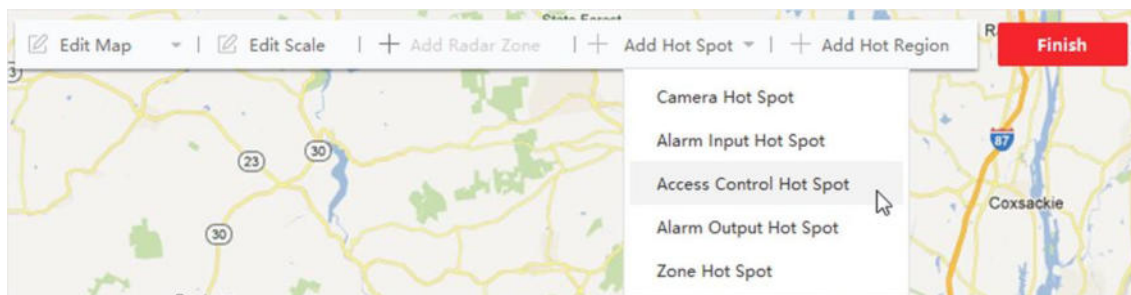 State Forest
Edit Map | Edit Scale | Add Radar Zone | Add Hot Spot | Add Hot Region
Finish
3
Camera Hot Spot
30
Alarm Input Hot Spot
87
23
Access Control Hot Spot
Coxsackie
30
Alarm Output Hot Spot
Zone Hot Spot